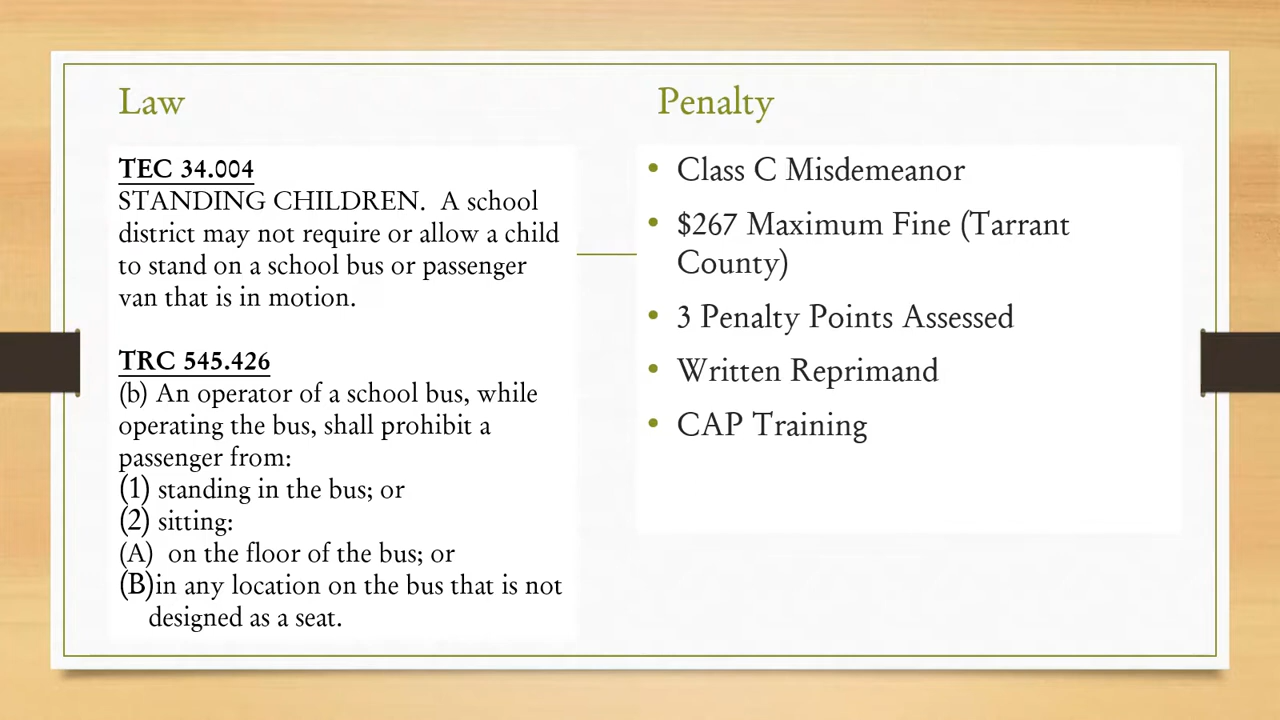 Law
TEC 34.004
STANDING CHILDREN.  A school
district may not require or allow a child
to stand on a school bus or passenger
van that is in motion.
TRC 545.426
(b) An operator of a school bus, while
operating the bus, shall prohibit a
passenger from:
(1) standing in the bus; or
(2) sitting:
(A)  on the floor of the bus; or
(B)in any location on the bus that is not
designed as a seat.
Penalty
• Class C Misdemeanor
• $267 Maximum Fine (Tarrant
County)
• 3 Penalty Points Assessed
• Written Reprimand
• CAP Training